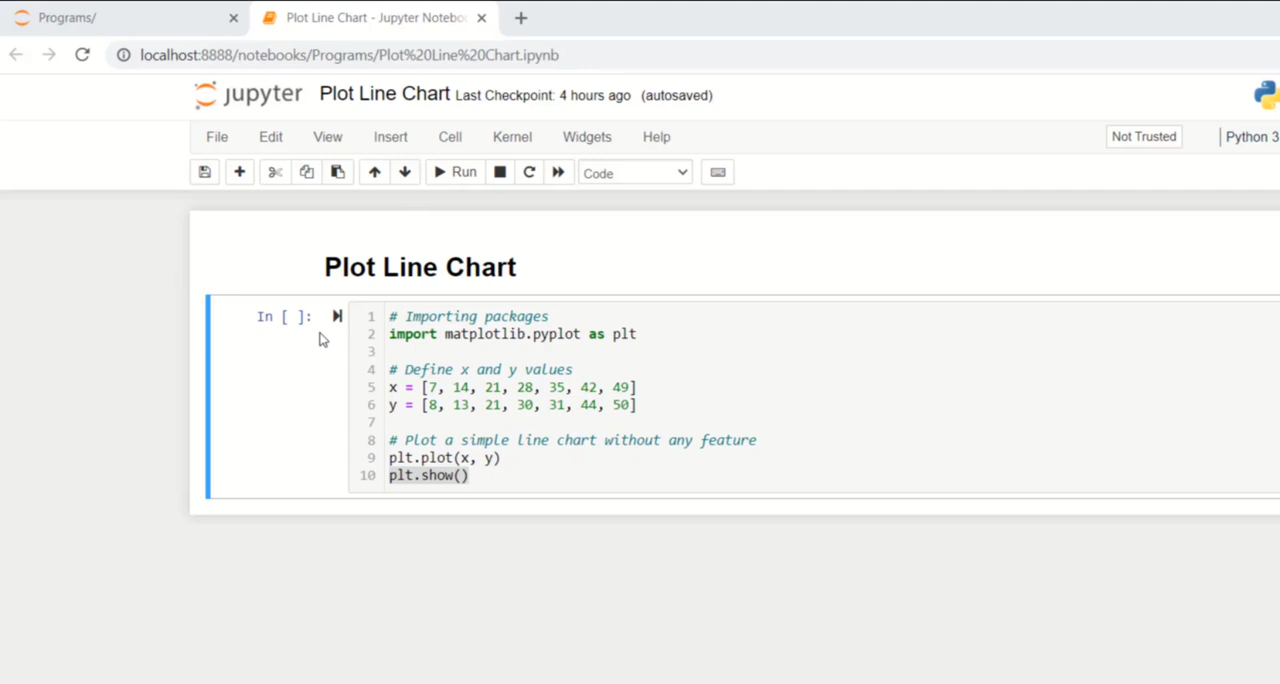 Programs/
Plot Line Chart - Jupyter Notebo
localhost:8888/notebooks/Programs/Plot%20Line%20Chart.ipynb
jupyter Plot Line Chart Last Checkpoint: 4 hours ago (autosaved)
File Edit View Insert Cell Kernel Widgets Help Not Trusted Python 3
Run Code
Plot Line Chart
In [ ]:
1 # Importing packages
2 import matplotlib.pyplot as plt
3
4 # Define x and y values
5 x = [7, 14, 21, 28, 35, 42, 49]
6 y = [8, 13, 21, 30, 31, 44, 50]
7
8 # Plot a simple line chart without any feature
9 plt.plot(x, y)
10 plt.show()